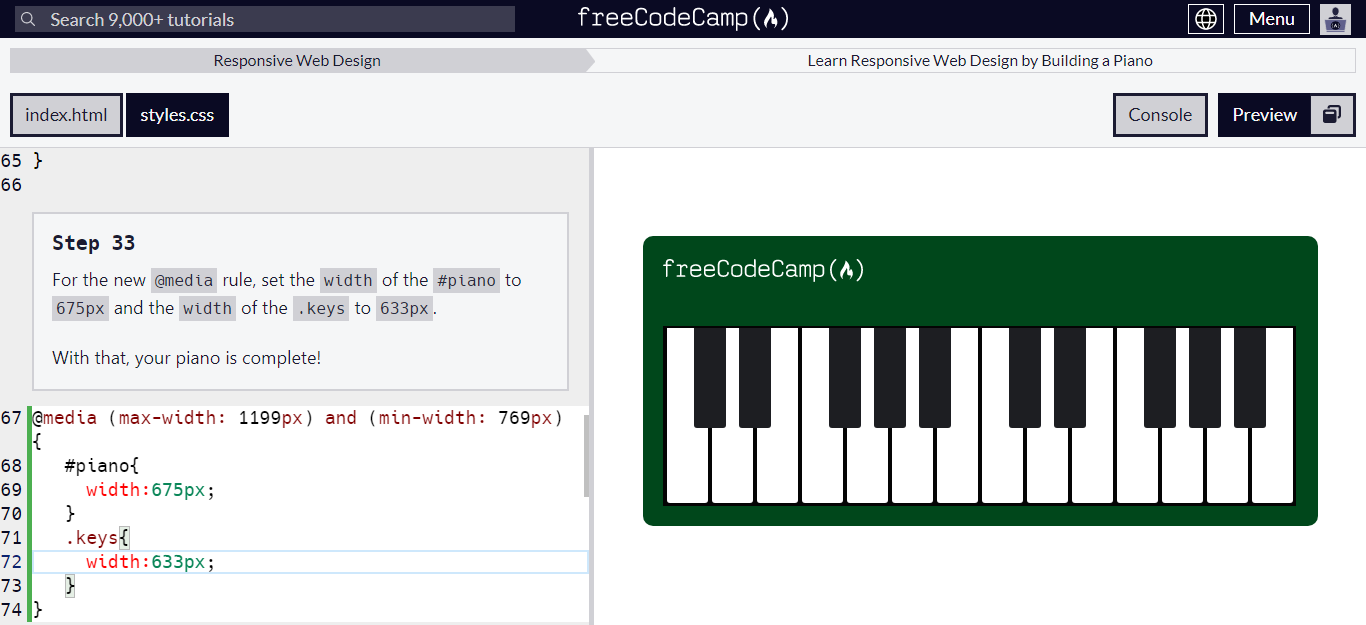 Search 9,000+ tutorials
freeCodeCamp(🔥)
Menu
Responsive Web Design
Learn Responsive Web Design by Building a Piano
index.html
styles.css
Console
Preview
65 }
66
Step 33
For the new @media rule, set the width of the #piano to
675px and the width of the .keys to 633px.
With that, your piano is complete!
67 @media (max-width: 1199px) and (min-width: 769px)
{
68 #piano{
69 width:675px;
70 }
71 .keys{
72 width:633px;
73 }
74 }
freeCodeCamp(🔥)